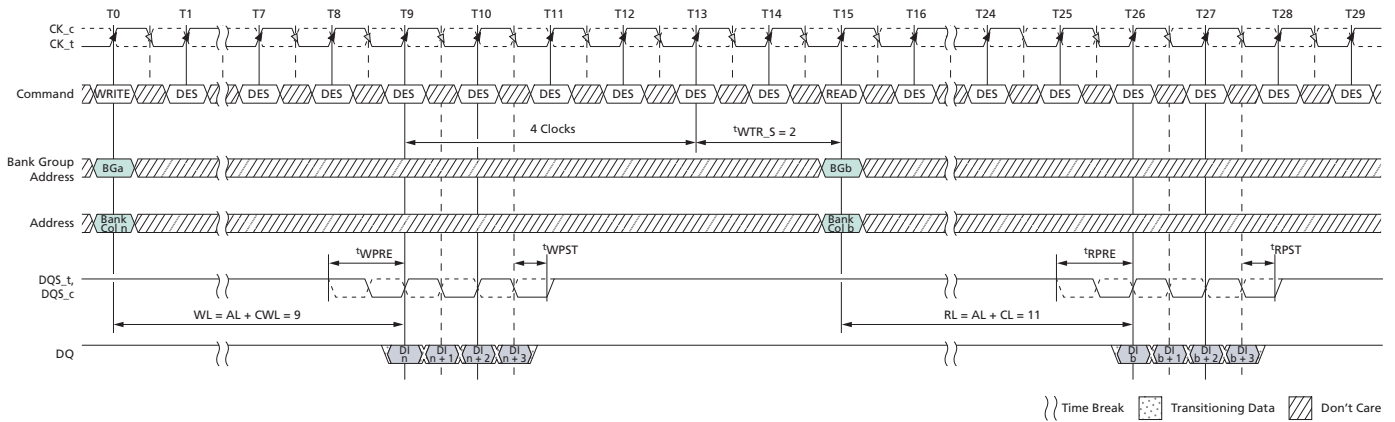 T0 T1 T7 T8 T9 T10 T11 T12 T13 T14 T15 T16 T24 T25 T26 T27 T28 T29
CK_c
CK_t
Command WRITE DES DES DES DES DES DES DES DES DES READ DES DES DES DES DES DES DES
4 Clocks tWTR_S = 2
Bank Group
Address BGa BGb
Address Bank
Col n Bank
Col b
tWPRE tWPST tRPRE tRPST
DQS_t,
DQS_c
WL = AL + CWL = 9 RL = AL + CL = 11
DQ DI
n DI
n + 1 DI
n + 2 DI
n + 3 DI
b DI
b + 1 DI
b + 2 DI
b + 3
Time Break Transitioning Data Don't Care